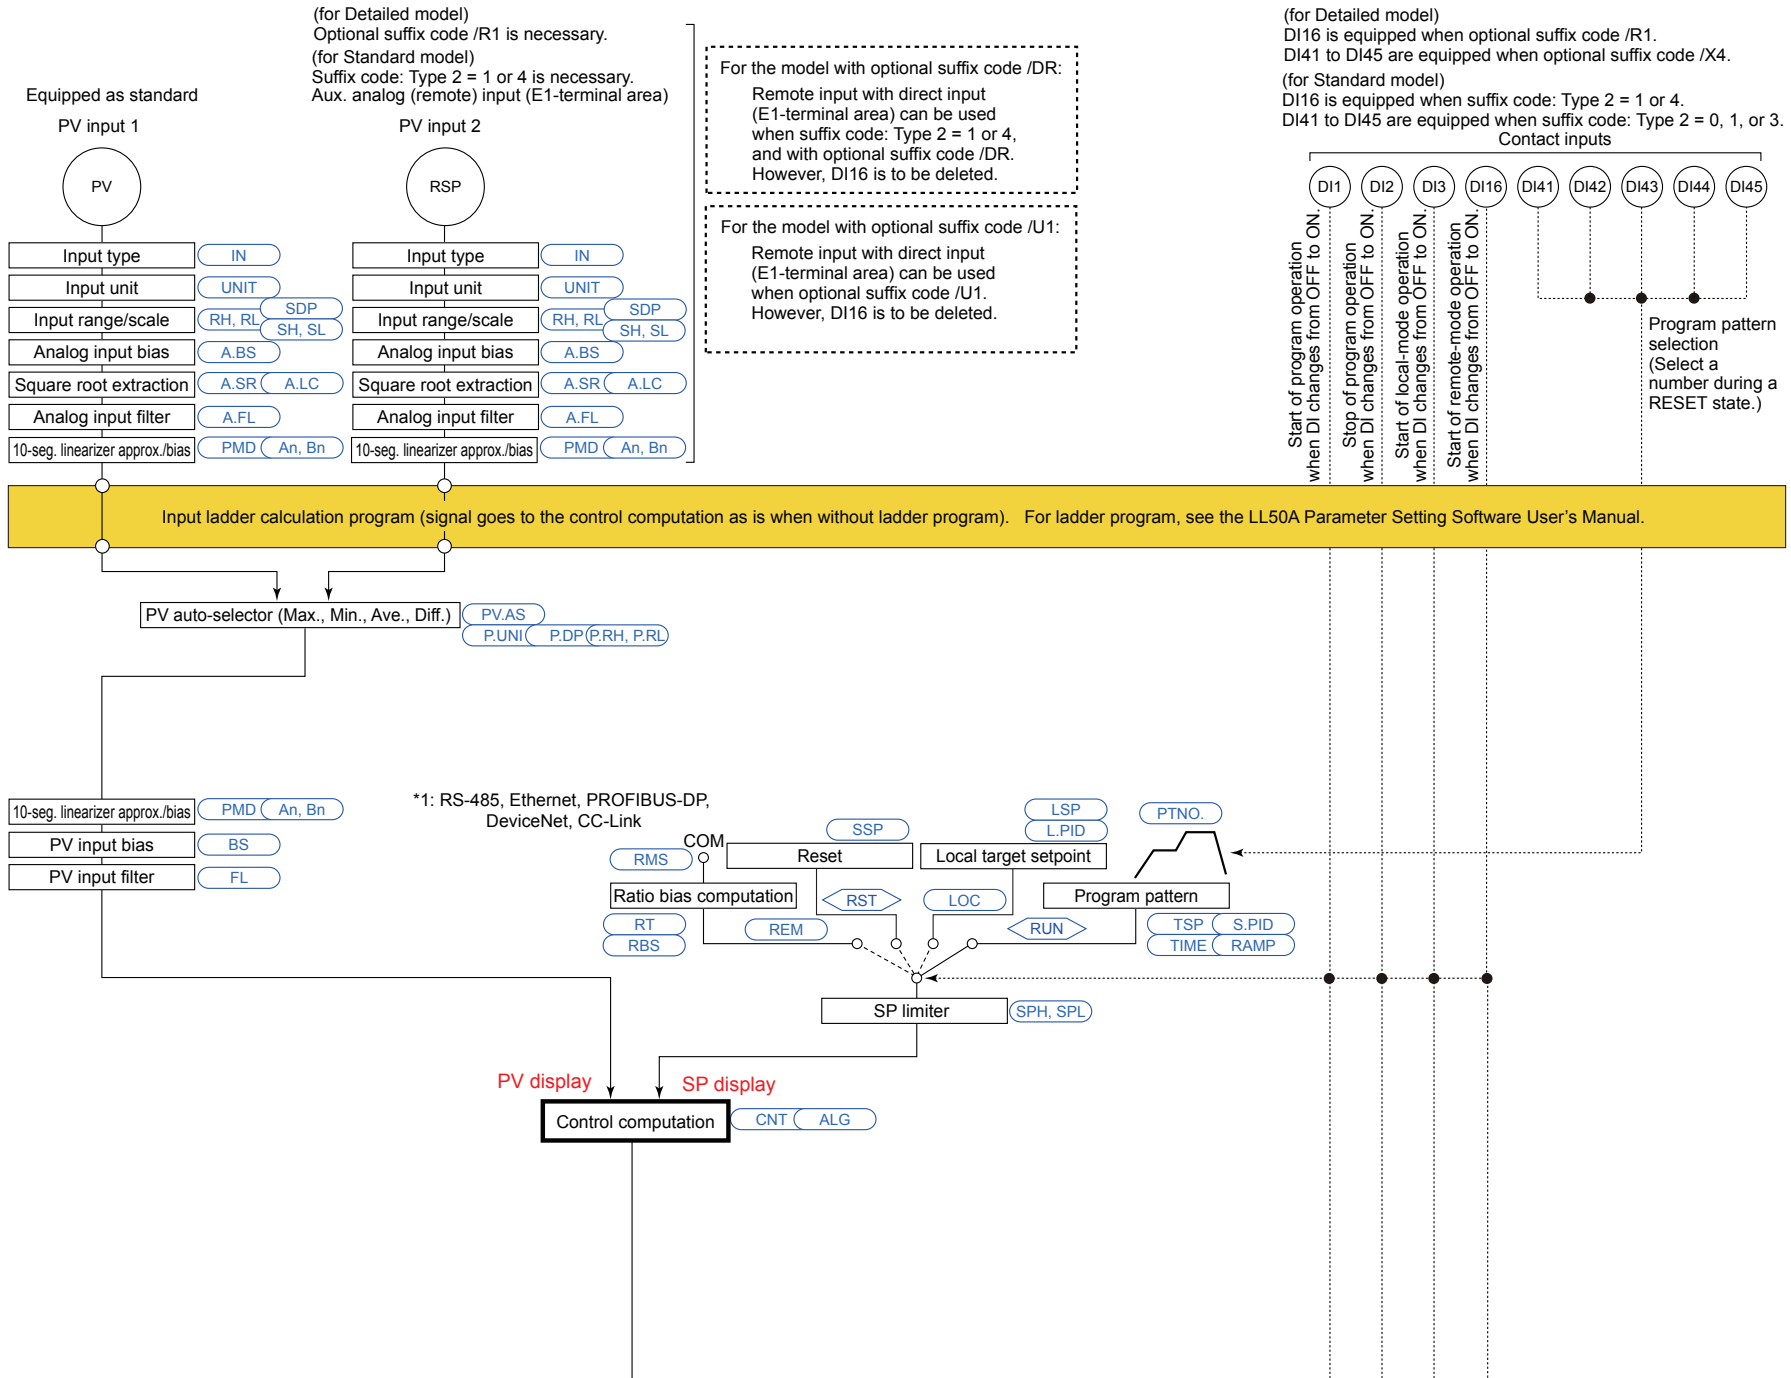 (for Detailed model)
Optional suffix code /R1 is necessary.
(for Standard model)
Suffix code: Type 2 = 1 or 4 is necessary.
Aux. analog (remote) input (E1-terminal area)
Equipped as standard
PV input 1
PV input 2
PV
RSP
For the model with optional suffix code /DR:
Remote input with direct input
(E1-terminal area) can be used
when suffix code: Type 2 = 1 or 4,
and with optional suffix code /DR.
However, DI16 is to be deleted.
For the model with optional suffix code /U1:
Remote input with direct input
(E1-terminal area) can be used
when optional suffix code /U1.
However, DI16 is to be deleted.
(for Detailed model)
DI16 is equipped when optional suffix code /R1.
DI41 to DI45 are equipped when optional suffix code /X4.
(for Standard model)
DI16 is equipped when suffix code: Type 2 = 1 or 4.
DI41 to DI45 are equipped when suffix code: Type 2 = 0, 1, or 3.
Contact inputs
DI1 DI2 DI3 DI16 DI41 DI42 DI43 DI44 DI45
Start of program operation
when DI changes from OFF to ON.
Stop of program operation
when DI changes from OFF to ON.
Start of local-mode operation
when DI changes from OFF to ON.
Start of remote-mode operation
when DI changes from OFF to ON.
Program pattern
selection
(Select a
number during a
RESET state.)
Input type IN
Input unit UNIT
Input range/scale RH, RL SDP
SH, SL
Analog input bias A.BS
Square root extraction A.SR A.LC
Analog input filter A.FL
10-seg. linearizer approx./bias PMD An, Bn
Input type IN
Input unit UNIT
Input range/scale RH, RL SDP
SH, SL
Analog input bias A.BS
Square root extraction A.SR A.LC
Analog input filter A.FL
10-seg. linearizer approx./bias PMD An, Bn
Input ladder calculation program (signal goes to the control computation as is when without ladder program). For ladder program, see the LL50A Parameter Setting Software User's Manual.
PV auto-selector (Max., Min., Ave., Diff.) PV.AS
P.UNI P.DP P.RH, P.RL
10-seg. linearizer approx./bias PMD An, Bn
PV input bias BS
PV input filter FL
*1: RS-485, Ethernet, PROFIBUS-DP,
DeviceNet, CC-Link
COM
RMS
Ratio bias computation
RT
RBS
REM
SSP
Reset
RST
LSP
L.PID
Local target setpoint
LOC
PTNO.
Program pattern
RUN
TSP S.PID
TIME RAMP
SP limiter SPH, SPL
PV display
SP display
Control computation CNT ALG